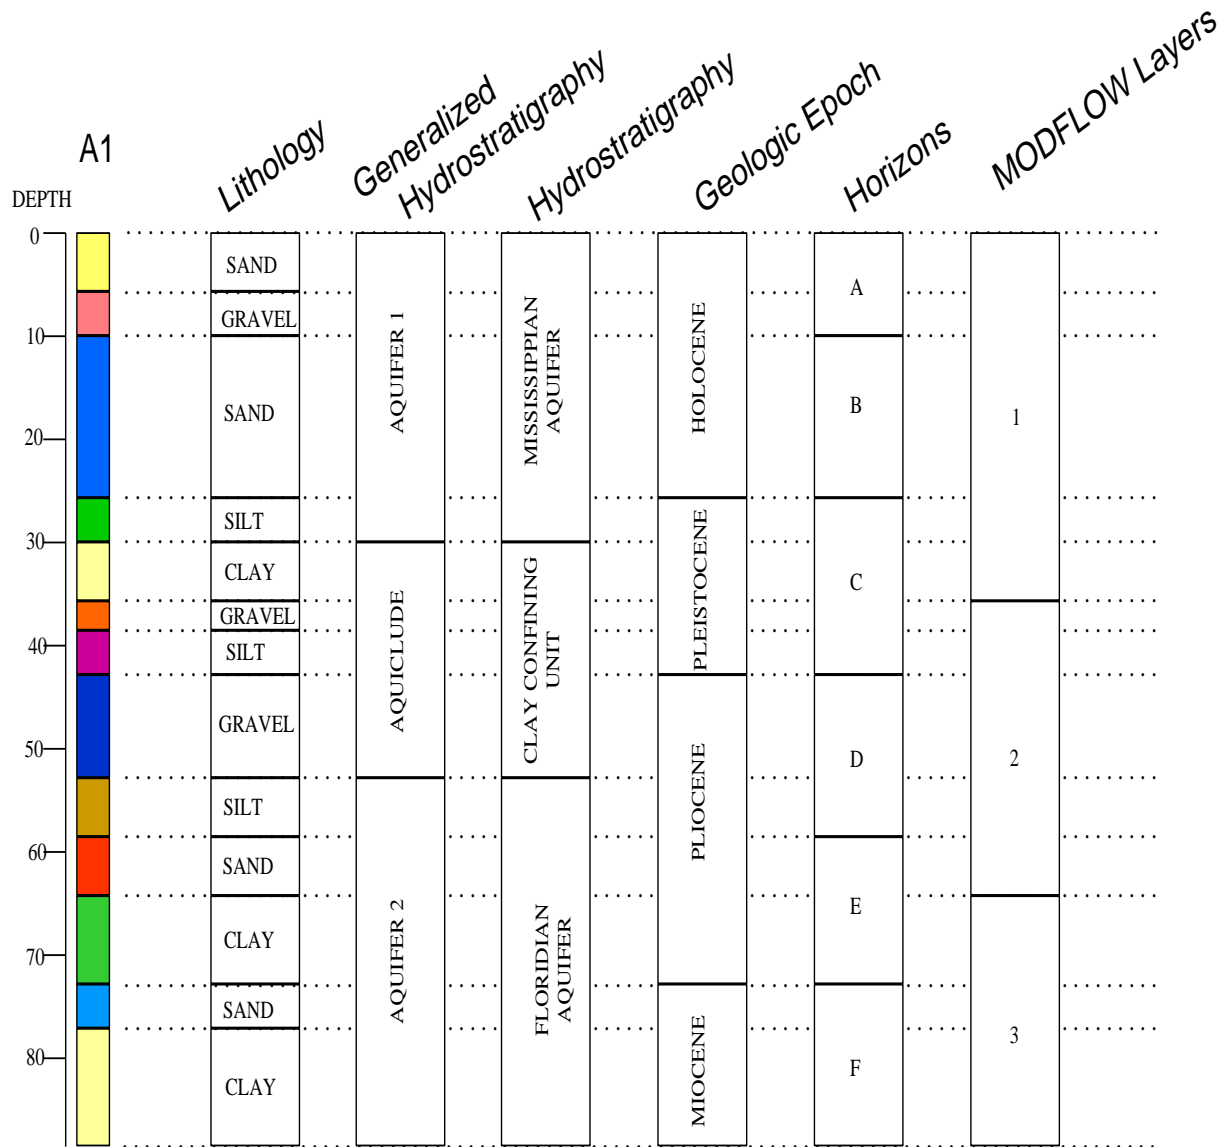 A1
Lithology
Generalized
Hydrostratigraphy
Hydrostratigraphy
Geologic Epoch
Horizons
MODFLOW Layers
DEPTH
0
10
20
30
40
50
60
70
80
SAND
GRAVEL
SAND
SILT
CLAY
GRAVEL
SILT
GRAVEL
SILT
SAND
CLAY
SAND
CLAY
AQUIFER 1
AQUICLUDE
AQUIFER 2
MISSISSIPPIAN
AQUIFER
CLAY CONFINING
UNIT
FLORIDIAN
AQUIFER
HOLOCENE
PLEISTOCENE
PLIOCENE
MIOCENE
A
B
C
D
E
F
1
2
3